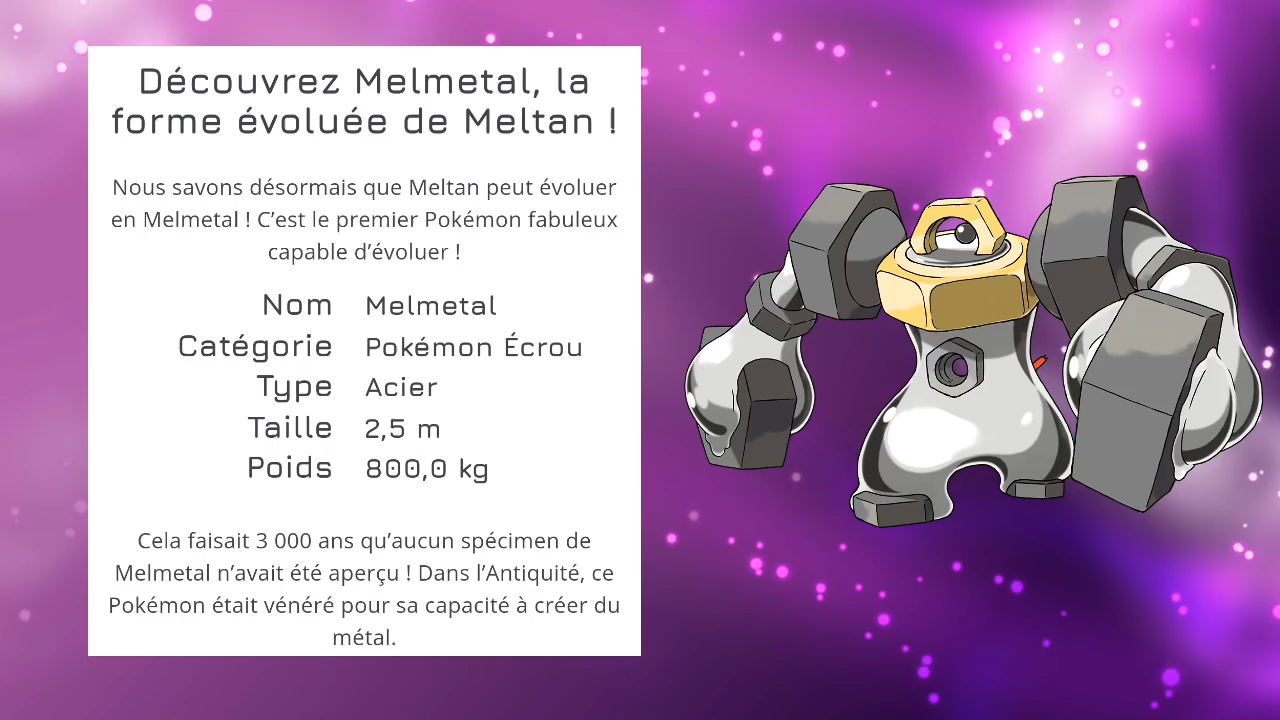 Découvrez Melmetal, la
forme évoluée de Meltan !
Nous savons désormais que Meltan peut évoluer
en Melmetal ! C’est le premier Pokémon fabuleux
capable d’évoluer !
Nom Melmetal
Catégorie Pokémon Écrou
Type Acier
Taille 2,5 m
Poids 800,0 kg
Cela faisait 3 000 ans qu’aucun spécimen de
Melmetal n’avait été aperçu ! Dans l’Antiquité, ce
Pokémon était vénéré pour sa capacité à créer du
métal.